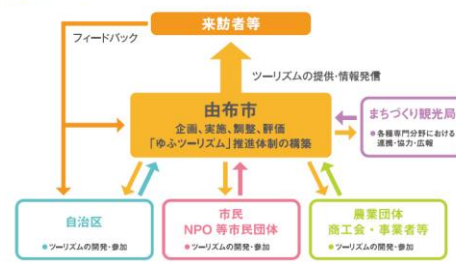 来訪者等
フィードバック
ツーリズムの提供・情報発信
由布市
企画、実施、調整、評価
「ゆふツーリズム」推進体制の構築
まちづくり観光局
●各種専門分野における
連携・協力・広報
自治区
●ツーリズムの開発・参加
市民
NPO 等市民団体
●ツーリズムの開発・参加
農業団体
商工会・事業者等
●ツーリズムの開発・参加